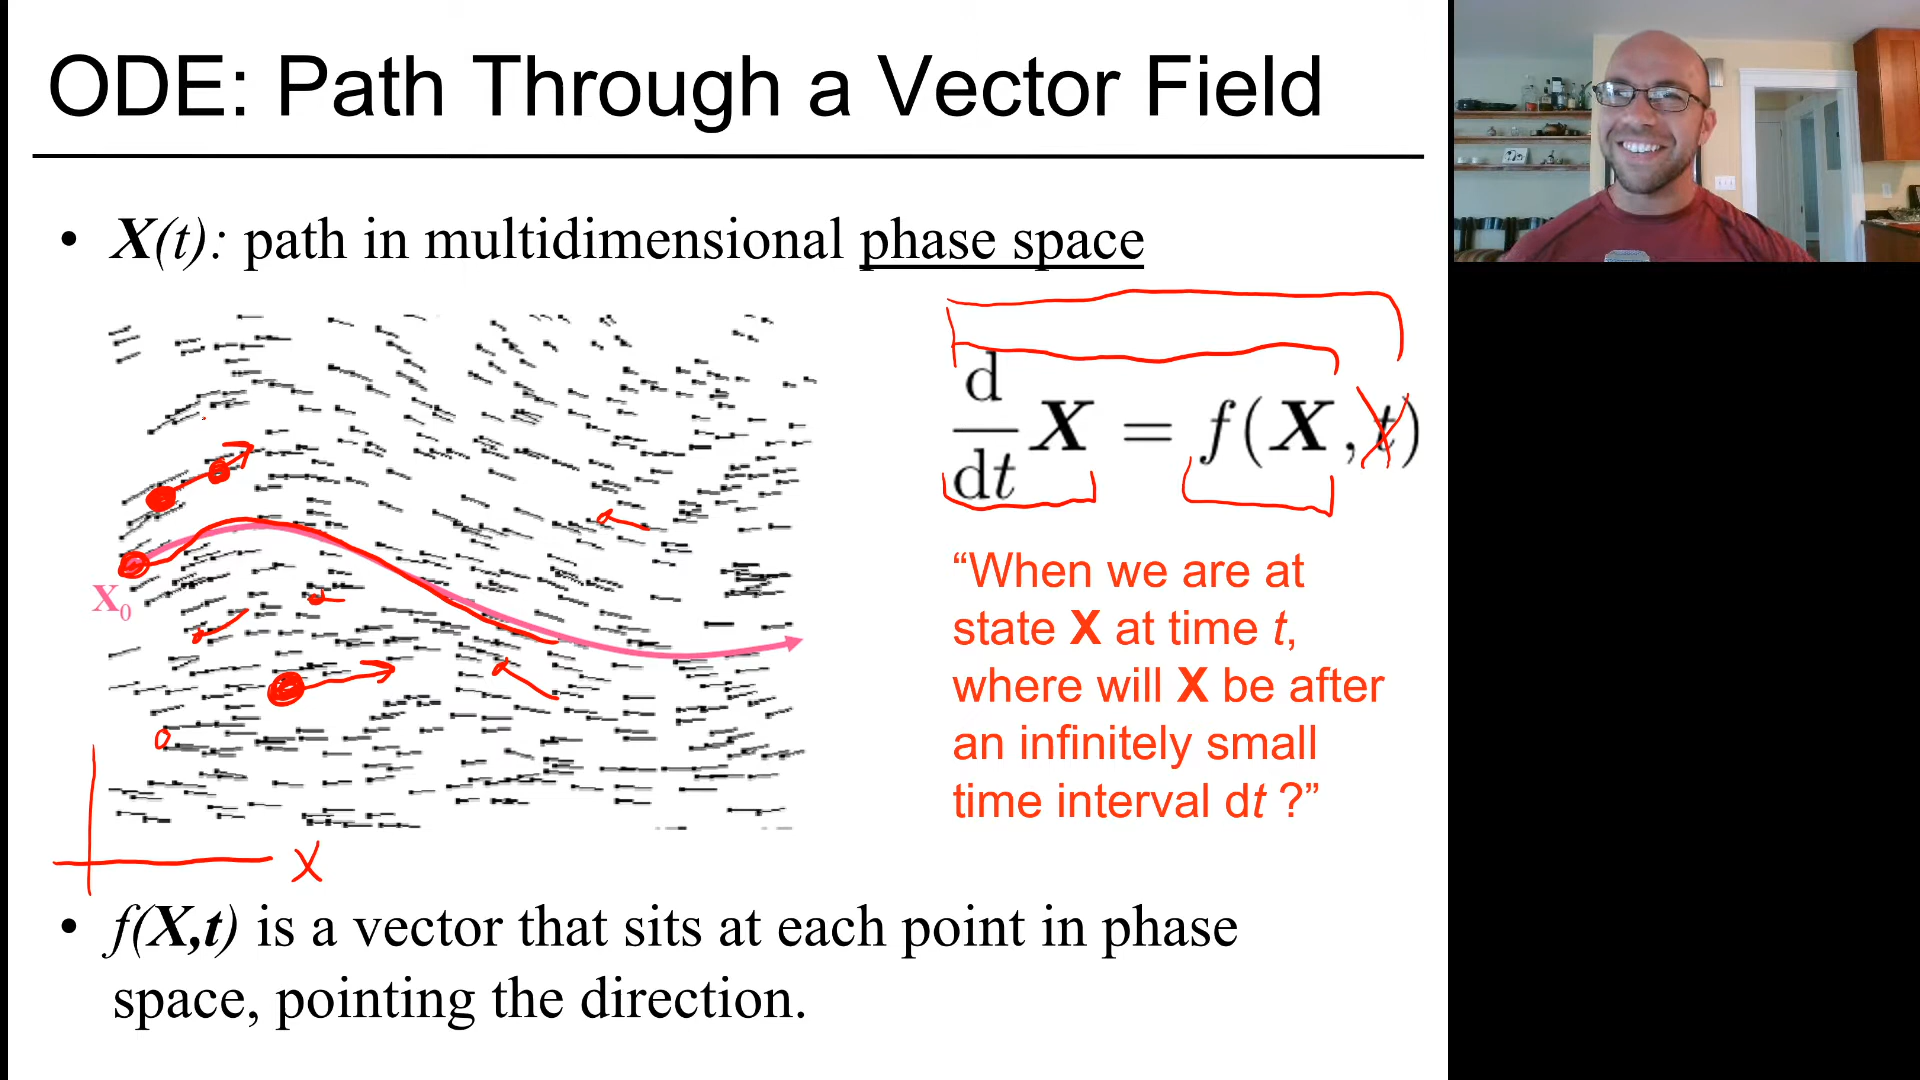 ODE: Path Through a Vector Field
• X(t): path in multidimensional phase space
d/dt X = f(X, t)
X₀
“When we are at
state X at time t,
where will X be after
an infinitely small
time interval dt ?”
X
• f(X,t) is a vector that sits at each point in phase
space, pointing the direction.